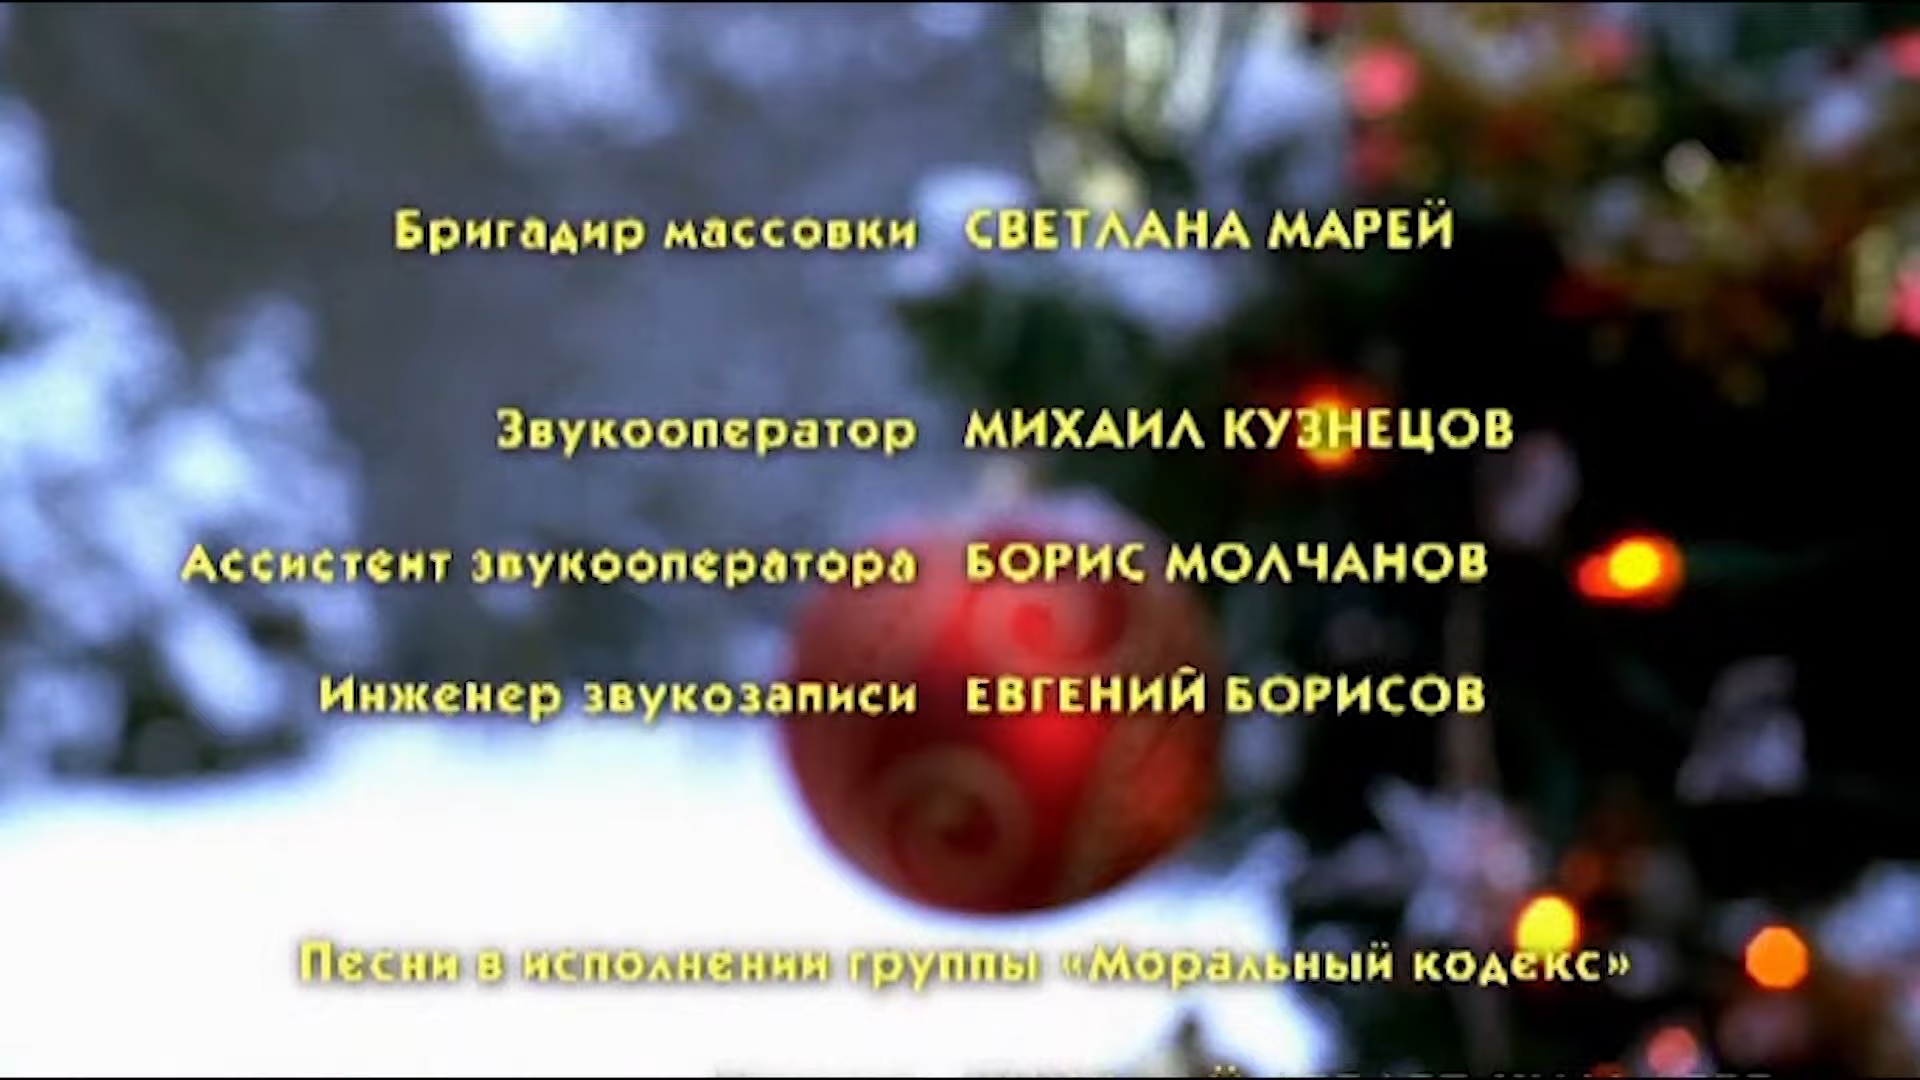 Бригадир массовки СВЕТЛАНА МАРЕЙ
Звукооператор МИХАИЛ КУЗНЕЦОВ
Ассистент звукооператора БОРИС МОЛЧАНОВ
Инженер звукозаписи ЕВГЕНИЙ БОРИСОВ
Песни в исполнении группы «Моральный кодекс»